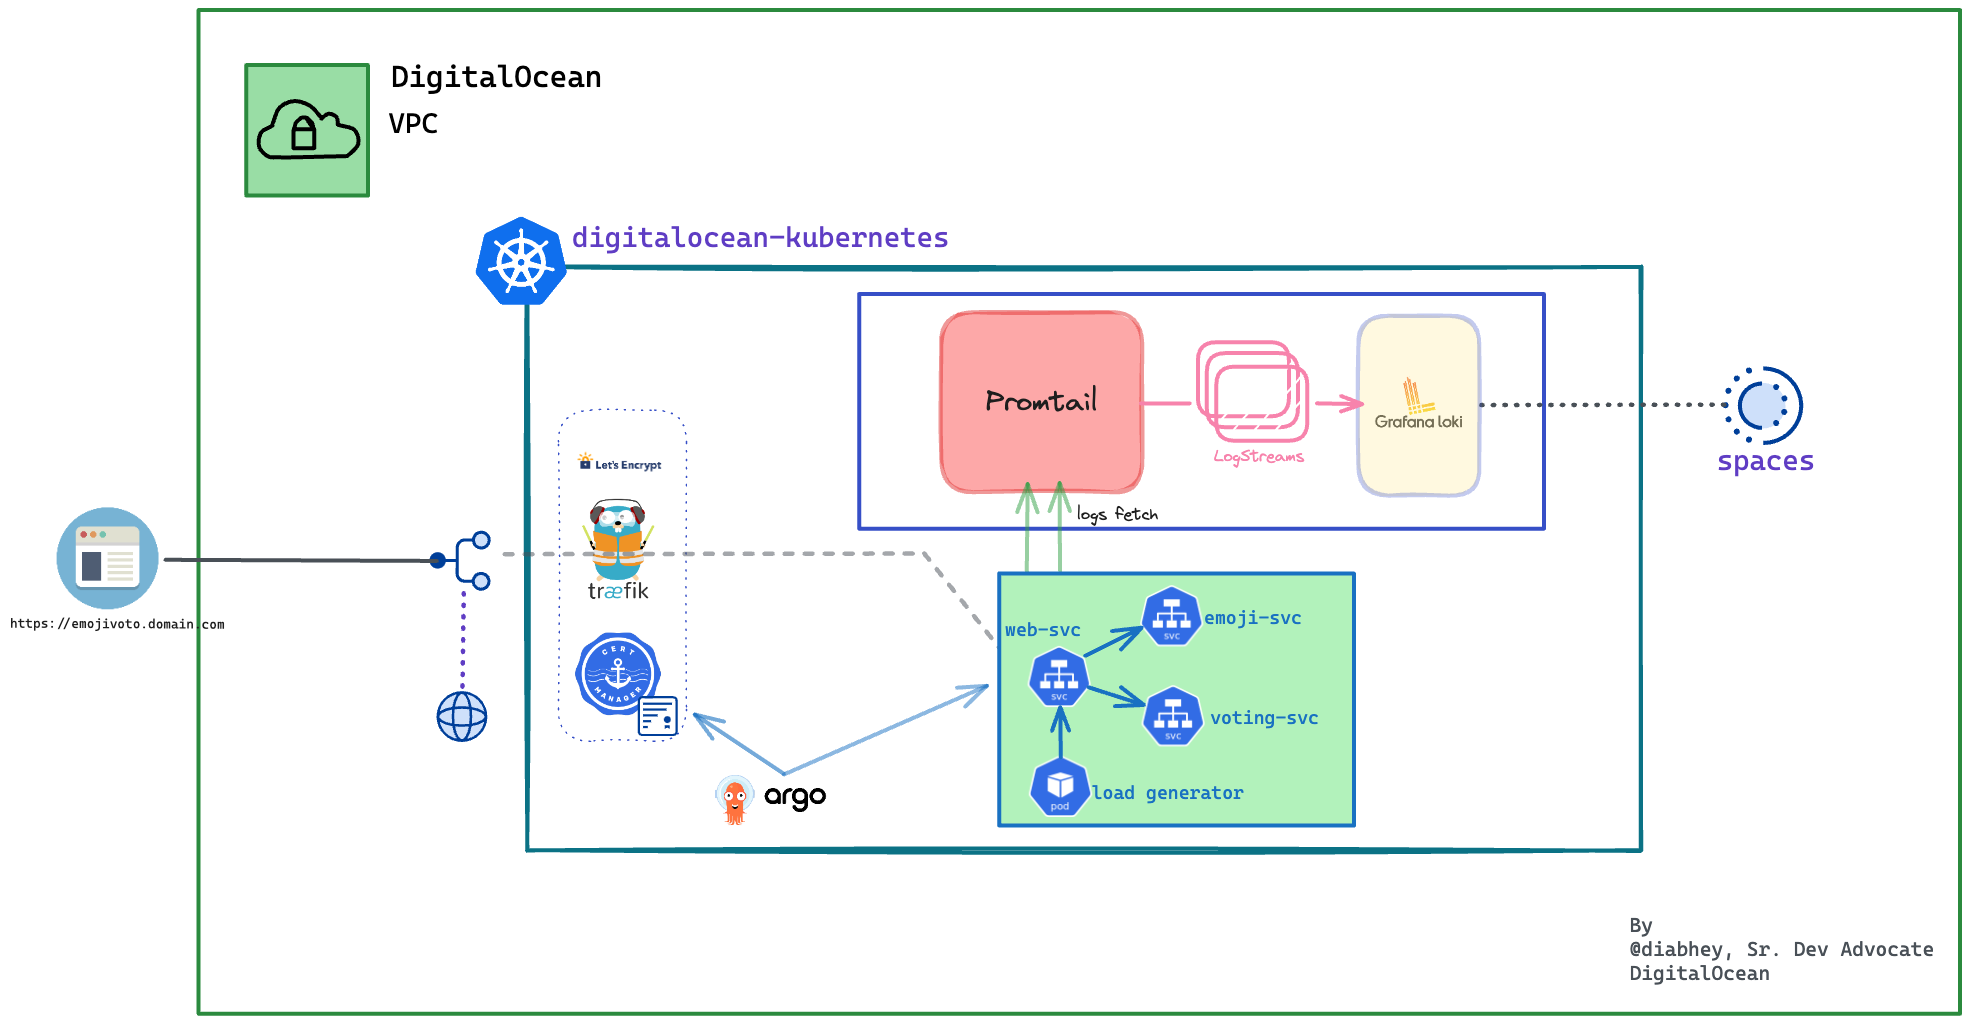 DigitalOcean
VPC
digitalocean-kubernetes
Promtail
LogStreams
Grafana loki
spaces
logs fetch
Let's Encrypt
træfik
CERT
MANAGER
https://emojivoto.domain.com
argo
web-svc
svc
emoji-svc
svc
voting-svc
svc
load generator
pod
By
@diabhey, Sr. Dev Advocate
DigitalOcean